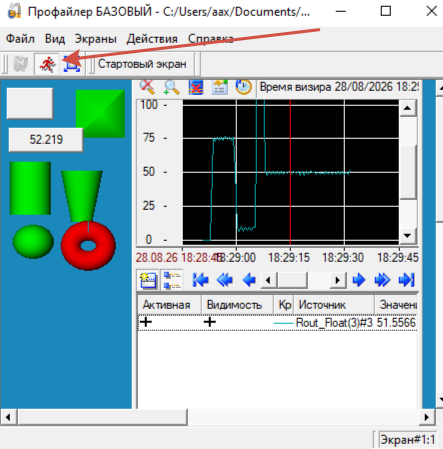 Профайлер БАЗОВЫЙ - C:/Users/aax/Documents/...
Файл Вид Экраны Действия Справка
Стартовый экран
Время визира 28/08/2026 18:29
52.219
100
75
50
25
0
28.08.26 18:28:45 18:29:00 18:29:15 18:29:30 18:29:45
Активная Видимость Кр Источник Значени
Rout_Float(3)#3 51.5566
Экран#1:1